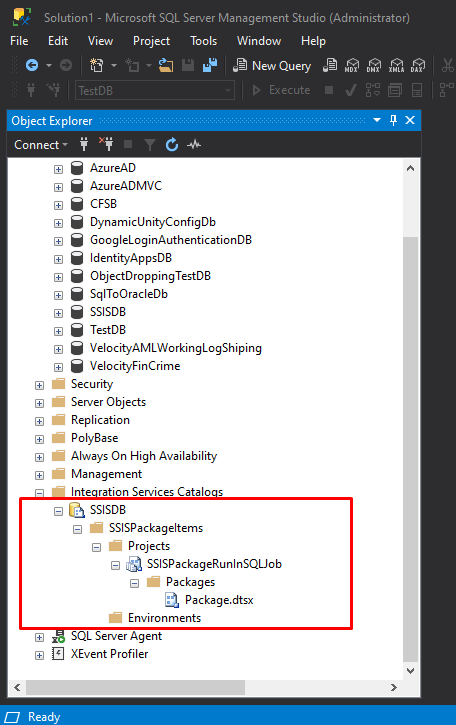 Solution1 - Microsoft SQL Server Management Studio (Administrator)
File Edit View Project Tools Window Help
New Query MDX DMX XMLA DAX
TestDB Execute
Object Explorer
Connect
AzureAD
AzureADMVC
CFSB
DynamicUnityConfigDb
GoogleLoginAuthenticationDB
IdentityAppsDB
ObjectDroppingTestDB
SqlToOracleDb
SSISDB
TestDB
VelocityAMLWorkingLogShiping
VelocityFinCrime
Security
Server Objects
Replication
PolyBase
Always On High Availability
Management
Integration Services Catalogs
SSISDB
SSISPackageItems
Projects
SSISPackageRunInSQLJob
Packages
Package.dtsx
Environments
SQL Server Agent
XEvent Profiler
Ready